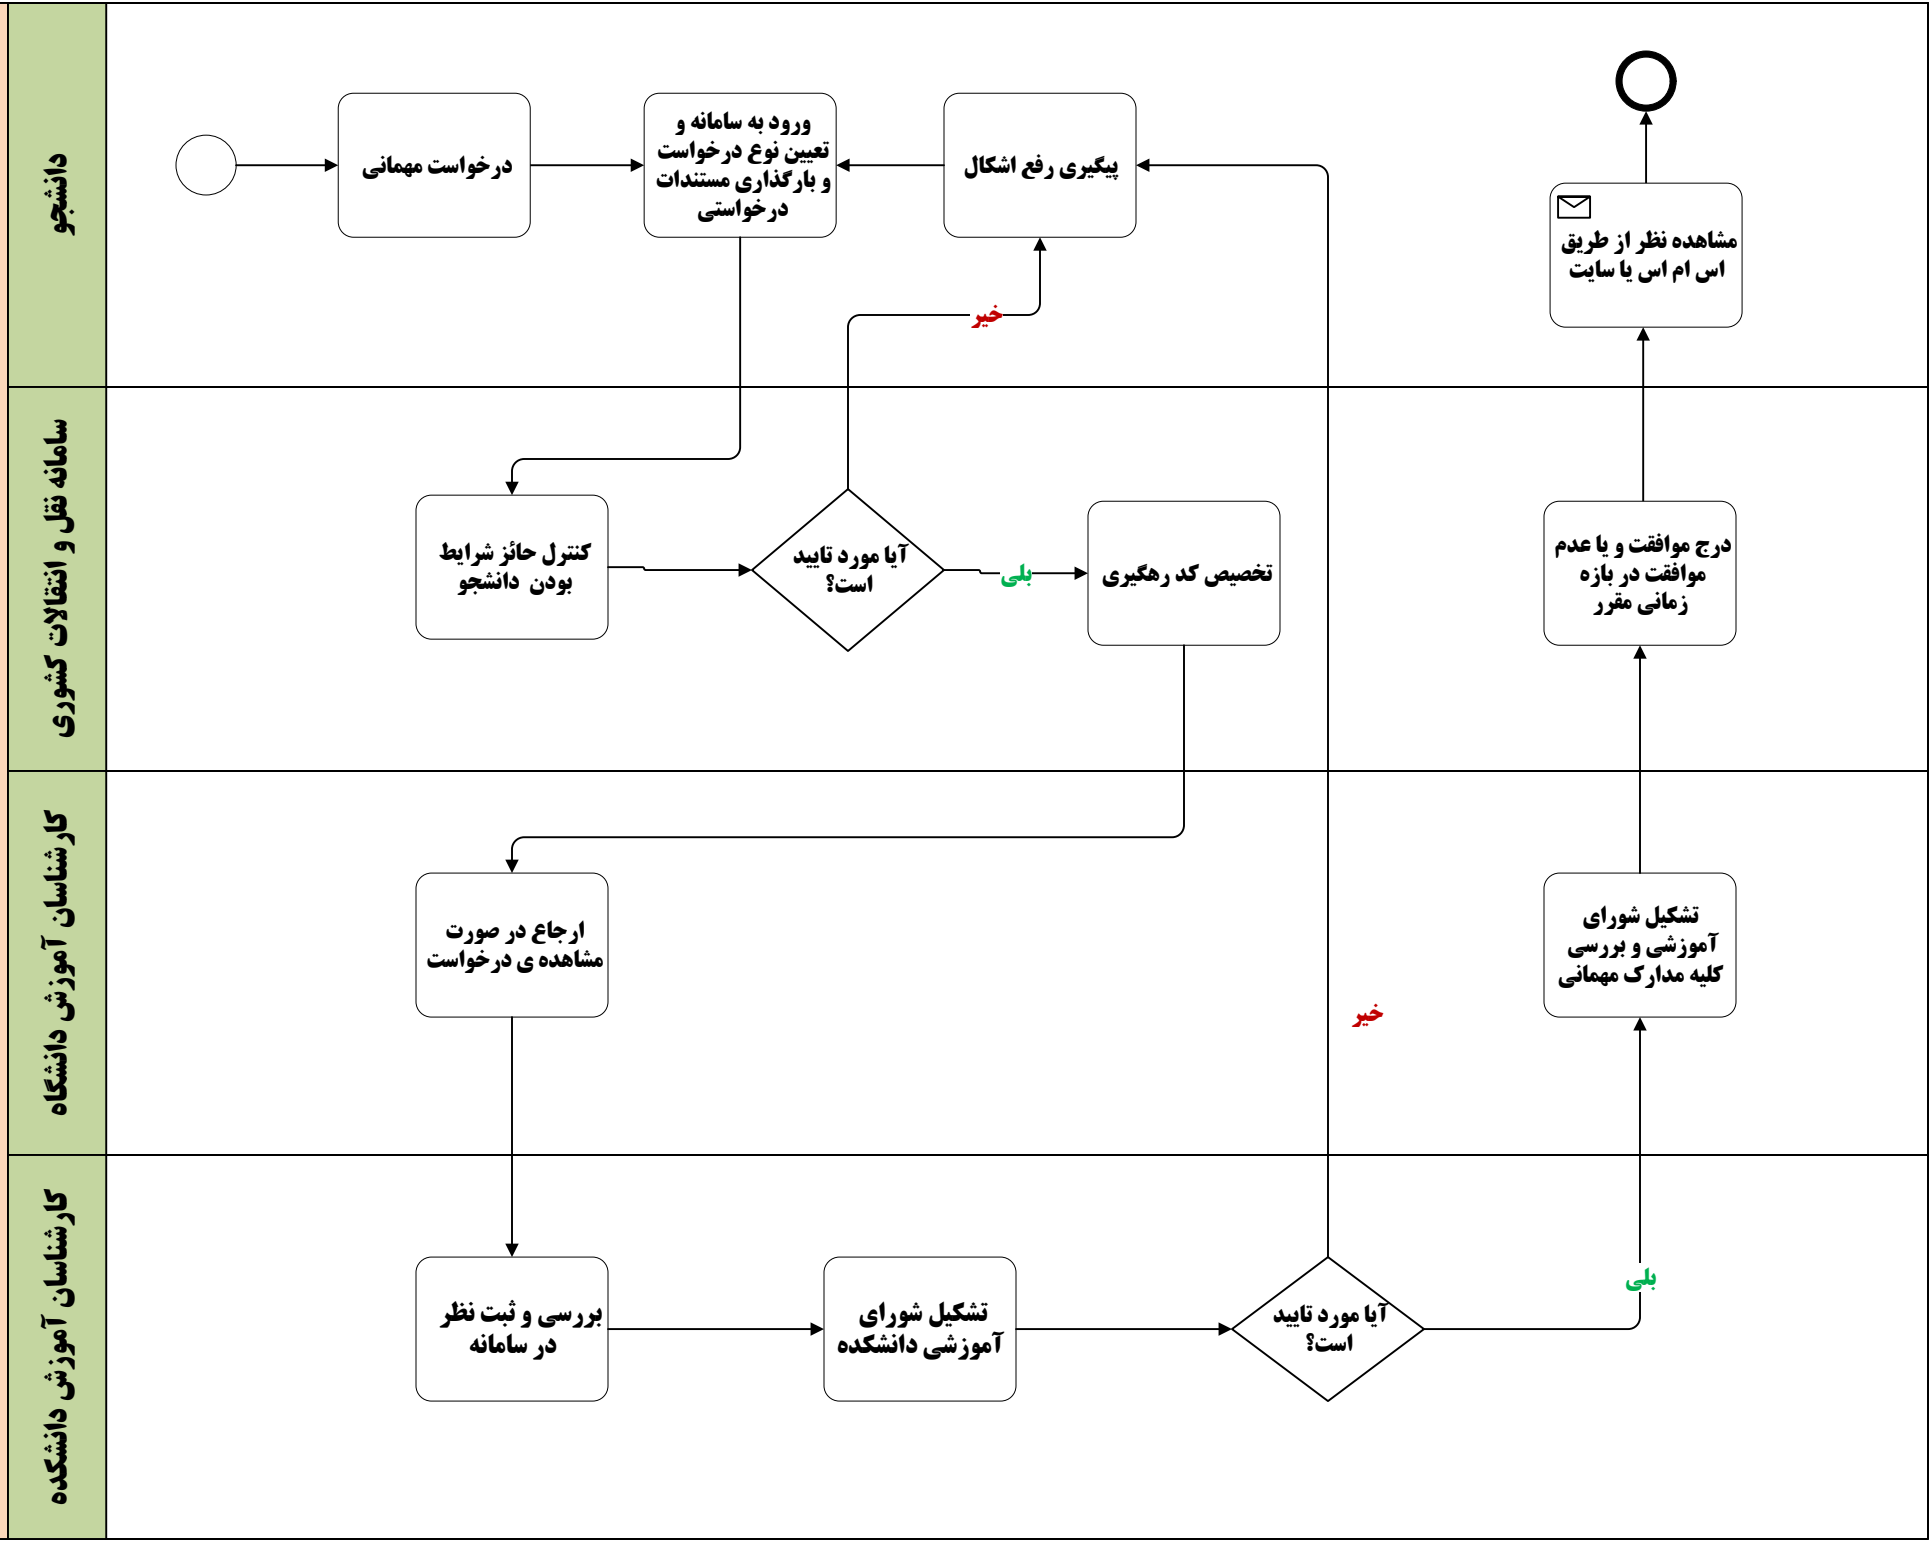 دانشجو
درخواست مهمانی
ورود به سامانه و
تعیین نوع درخواست
و بارگذاری مستندات
درخواستی
پیگیری رفع اشکال
خیر
مشاهده نظر از طریق
اس ام اس یا سایت
سامانه نقل و انتقالات کشوری
کنترل حائز شرایط
بودن دانشجو
آیا مورد تایید
است؟
بلی
تخصیص کد رهگیری
درج موافقت و یا عدم
موافقت در بازه
زمانی مقرر
کارشناسان آموزش دانشگاه
ارجاع در صورت
مشاهده ی درخواست
خیر
تشکیل شورای
آموزشی و بررسی
کلیه مدارک مهمانی
کارشناسان آموزش دانشکده
بررسی و ثبت نظر
در سامانه
تشکیل شورای
آموزشی دانشکده
آیا مورد تایید
است؟
بلی